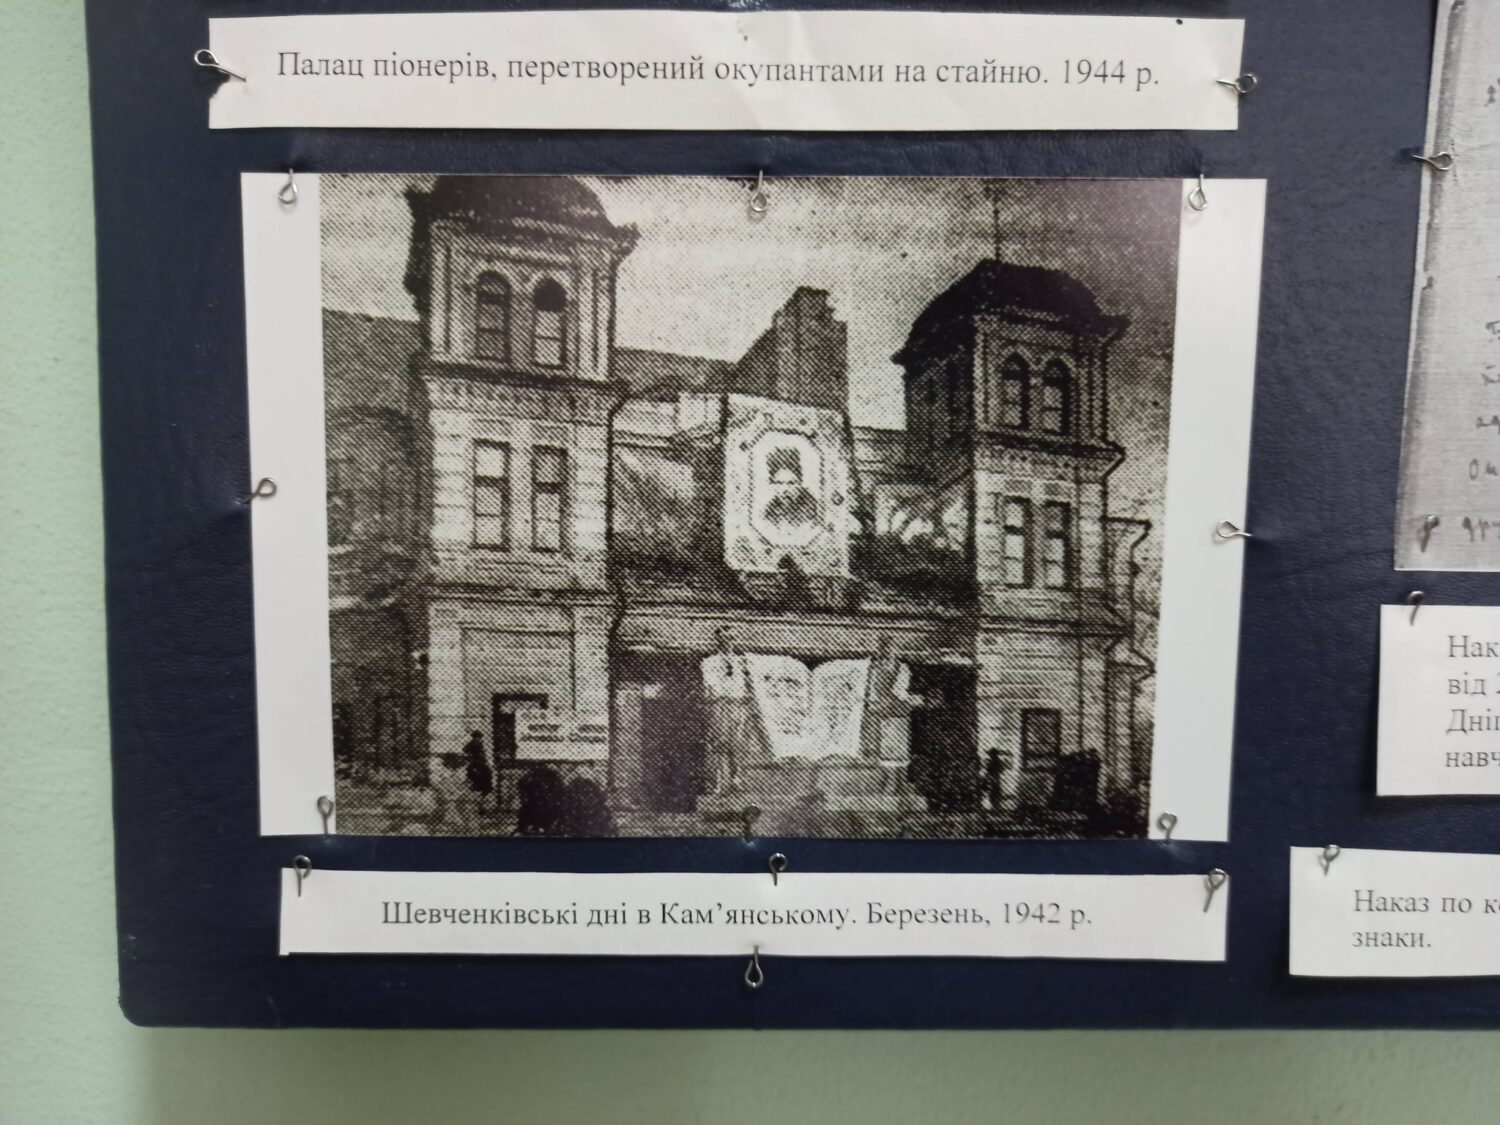 Палац піонерів, перетворений окупантами на стайню. 1944 р.
Шевченківські дні в Кам’янському. Березень, 1942 р.
Нак
від
Дніп
навч
Наказ по к
знаки.